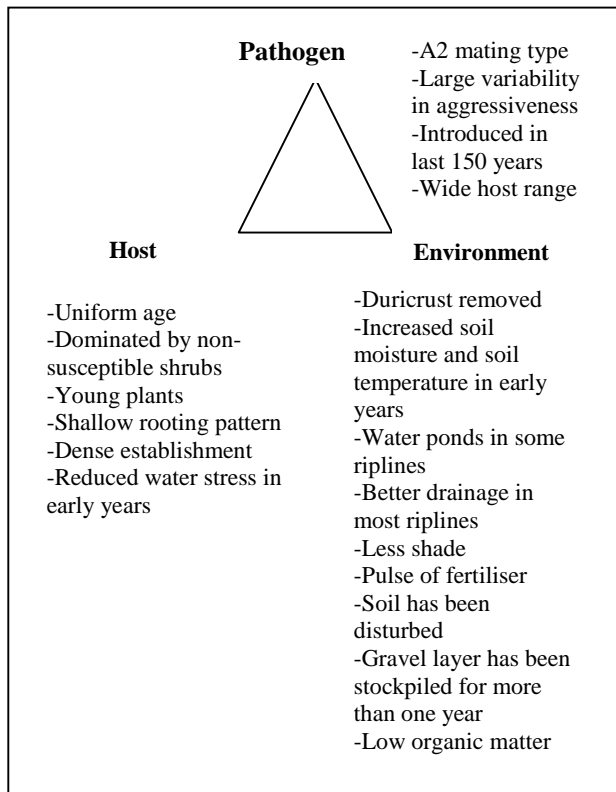 Pathogen
-A2 mating type
-Large variability
in aggressiveness
-Introduced in
last 150 years
-Wide host range
Host
-Uniform age
-Dominated by non-
susceptible shrubs
-Young plants
-Shallow rooting pattern
-Dense establishment
-Reduced water stress in
early years
Environment
-Duricrust removed
-Increased soil
moisture and soil
temperature in early
years
-Water ponds in some
riplines
-Better drainage in
most riplines
-Less shade
-Pulse of fertiliser
-Soil has been
disturbed
-Gravel layer has been
stockpiled for more
than one year
-Low organic matter